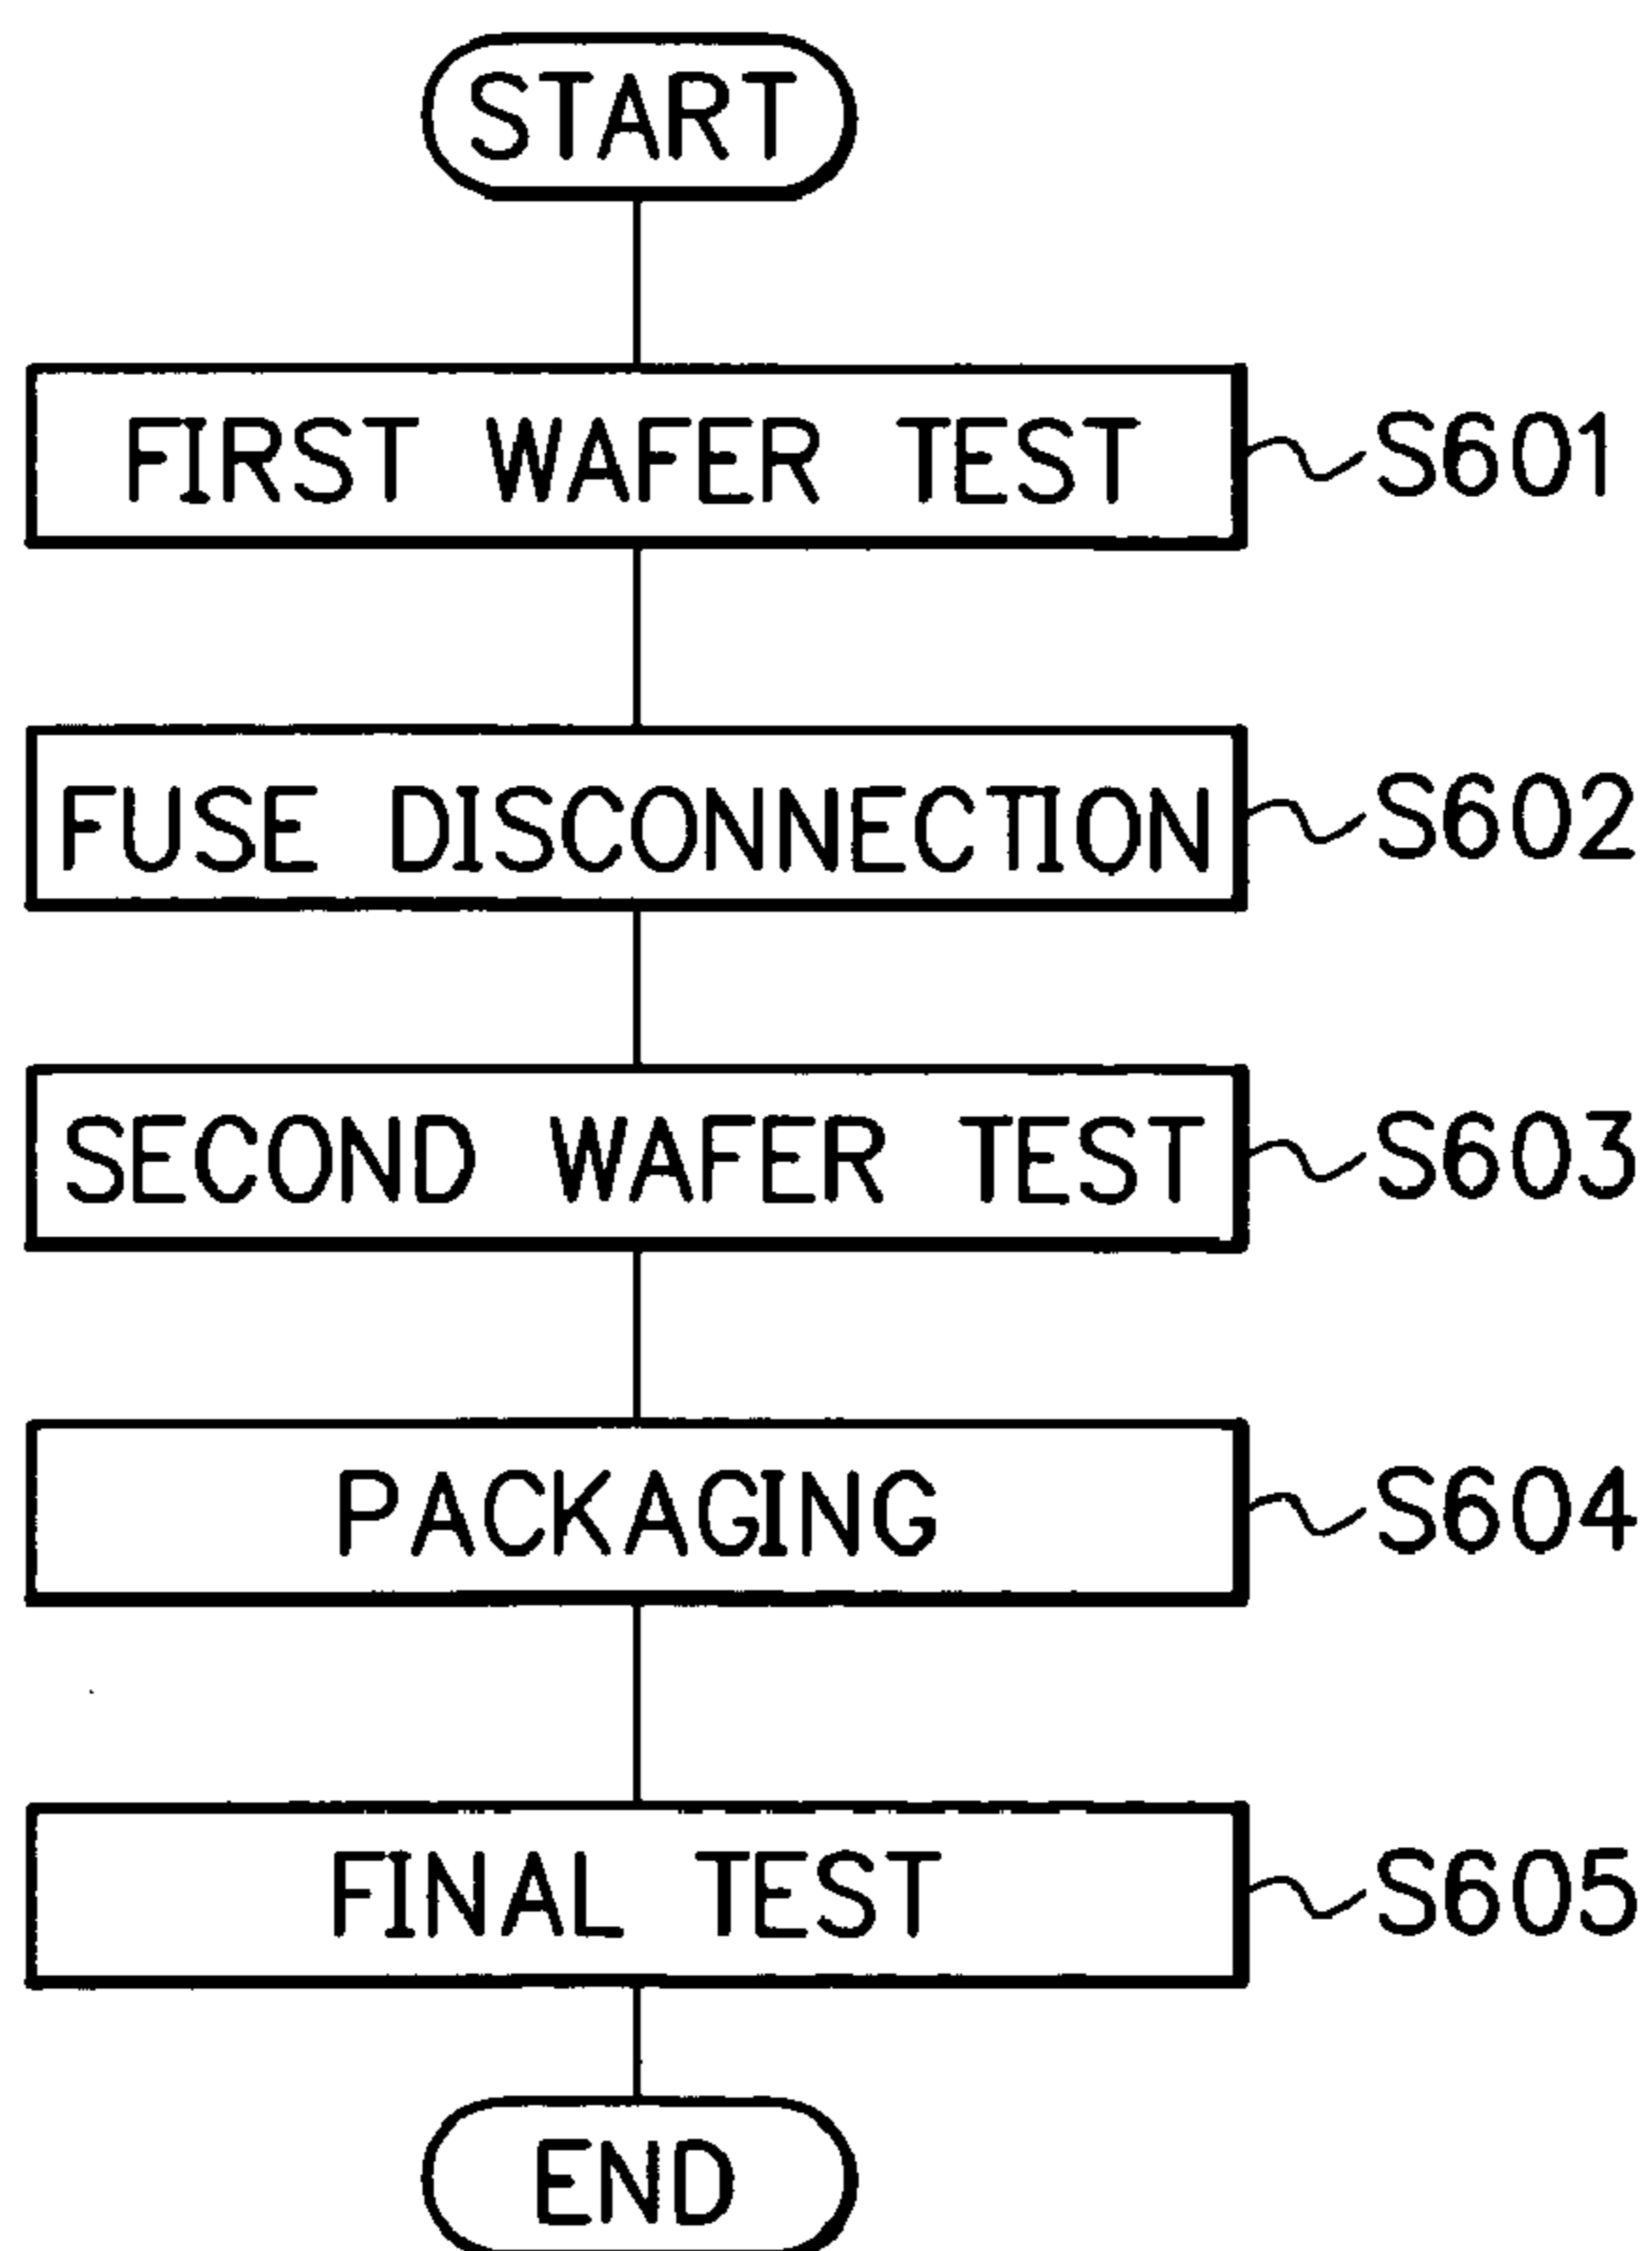 START
FIRST WAFER TEST S601
FUSE DISCONNECTION S602
SECOND WAFER TEST S603
PACKAGING S604
FINAL TEST S605
END